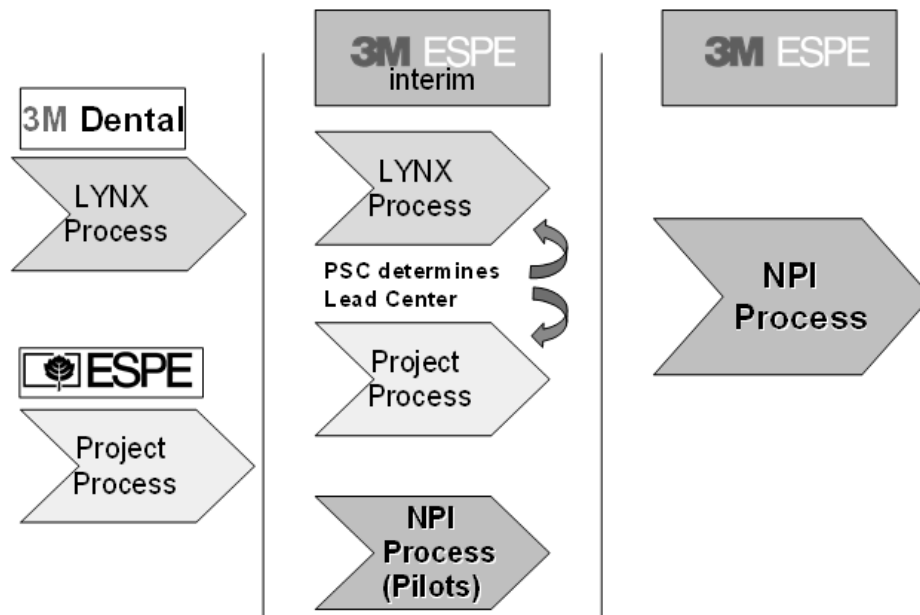 3M Dental
LYNX
Process
ESPE
Project
Process
3M ESPE
interim
LYNX
Process
PSC determines
Lead Center
Project
Process
NPI
Process
(Pilots)
3M ESPE
NPI
Process